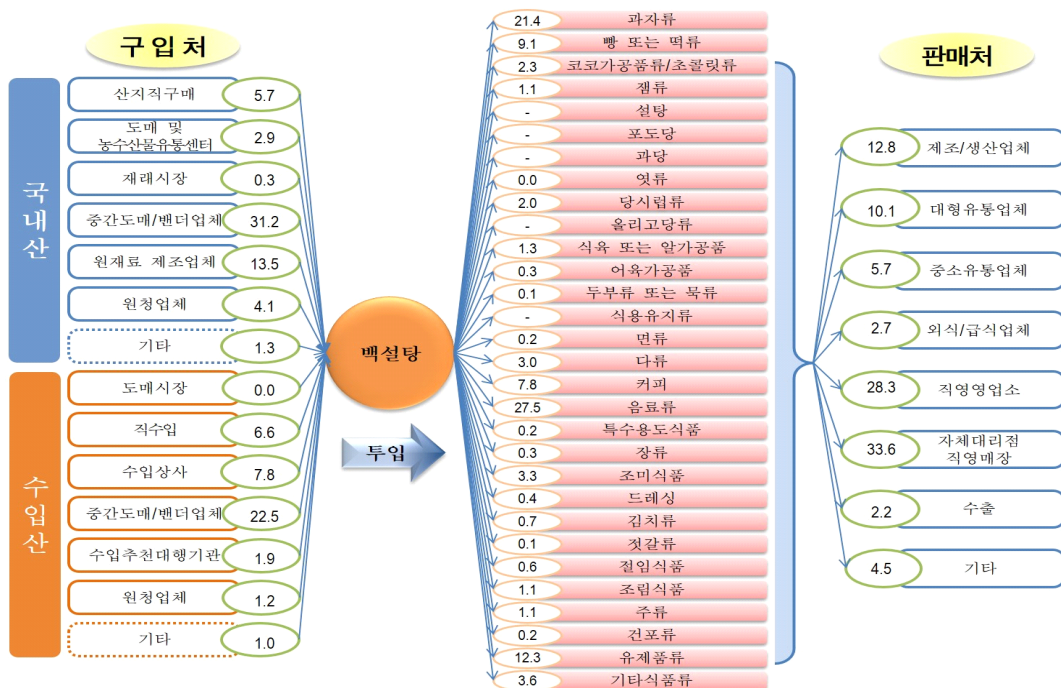 구입처
국내산
산지직구매 5.7
도매 및
농수산물유통센터 2.9
재래시장 0.3
중간도매/밴더업체 31.2
원재료 제조업체 13.5
원청업체 4.1
기타 1.3
수입산
도매시장 0.0
직수입 6.6
수입상사 7.8
중간도매/밴더업체 22.5
수입추천대행기관 1.9
원청업체 1.2
기타 1.0
백설탕
투입
21.4 과자류
9.1 빵 또는 떡류
2.3 코코가공품류/초콜릿류
1.1 잼류
- 설탕
- 포도당
- 과당
0.0 엿류
2.0 당시럽류
- 올리고당류
1.3 식육 또는 알가공품
0.3 어육가공품
0.1 두부류 또는 묵류
- 식용유지류
0.2 면류
3.0 다류
7.8 커피
27.5 음료류
0.2 특수용도식품
0.3 장류
3.3 조미식품
0.4 드레싱
0.7 김치류
0.1 젓갈류
0.6 절임식품
1.1 조림식품
1.1 주류
0.2 건포류
12.3 유제품류
3.6 기타식품류
판매처
12.8 제조/생산업체
10.1 대형유통업체
5.7 중소유통업체
2.7 외식/급식업체
28.3 직영영업소
33.6 자체대리점
직영매장
2.2 수출
4.5 기타